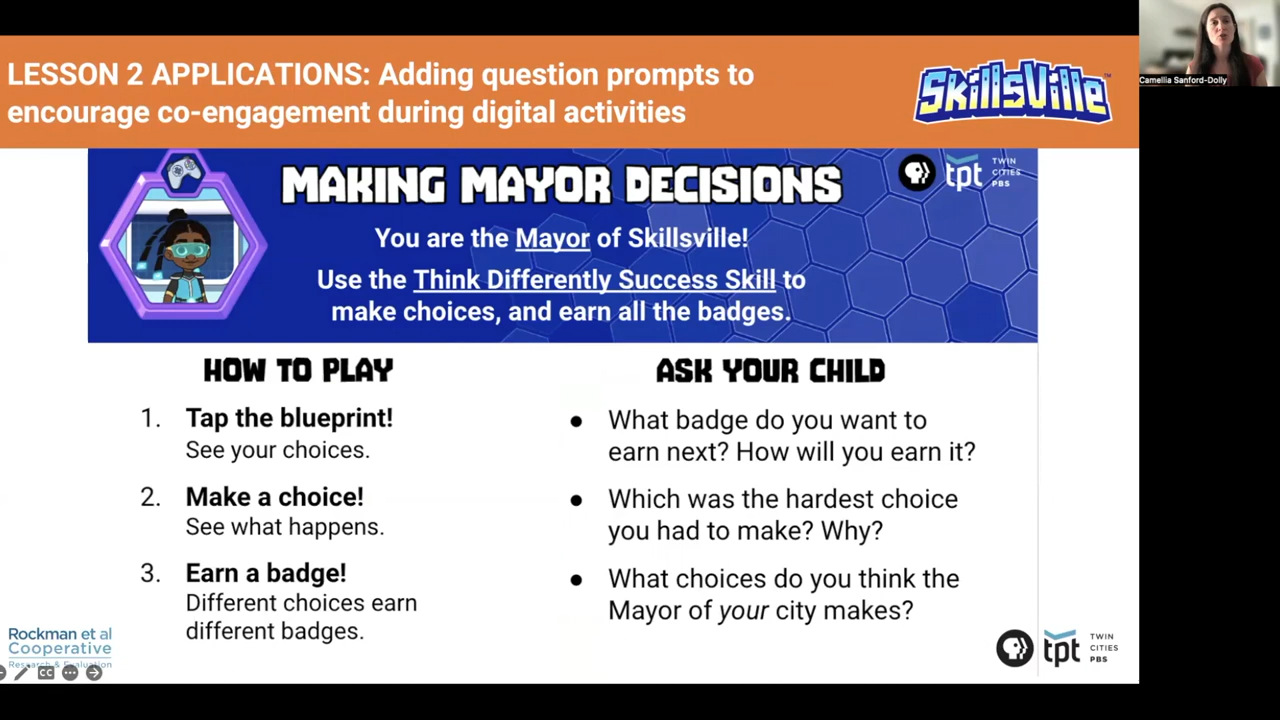 LESSON 2 APPLICATIONS: Adding question prompts to
encourage co-engagement during digital activities
SKILLSVILLE™
Camellia Sanford-Dolly
MAKING MAYOR DECISIONS
tpt
TWIN
CITIES
PBS
You are the Mayor of Skillsville!
Use the Think Differently Success Skill to
make choices, and earn all the badges.
HOW TO PLAY
1. Tap the blueprint!
See your choices.
2. Make a choice!
See what happens.
3. Earn a badge!
Different choices earn
different badges.
ASK YOUR CHILD
● What badge do you want to
earn next? How will you earn it?
● Which was the hardest choice
you had to make? Why?
● What choices do you think the
Mayor of your city makes?
Rockman et al
Cooperative
Research & Evaluation
CC
tpt
TWIN
CITIES
PBS